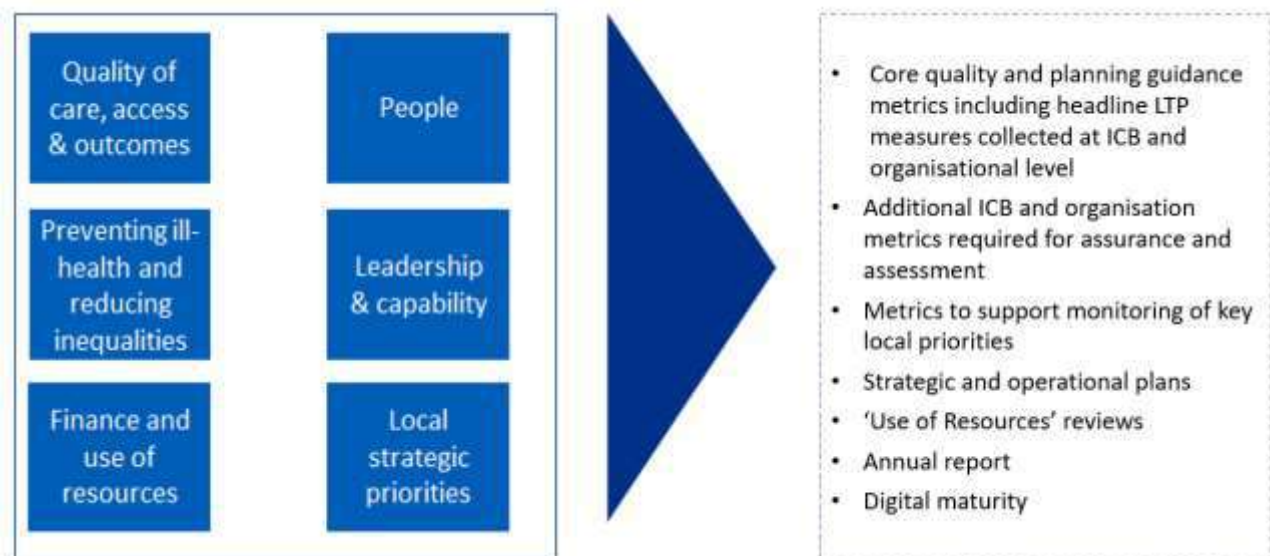 Quality of
care, access
& outcomes
People
Preventing ill-
health and
reducing
inequalities
Leadership
& capability
Finance and
use of
resources
Local
strategic
priorities
• Core quality and planning guidance
metrics including headline LTP
measures collected at ICB and
organisational level
• Additional ICB and organisation
metrics required for assurance and
assessment
• Metrics to support monitoring of key
local priorities
• Strategic and operational plans
• ‘Use of Resources’ reviews
• Annual report
• Digital maturity